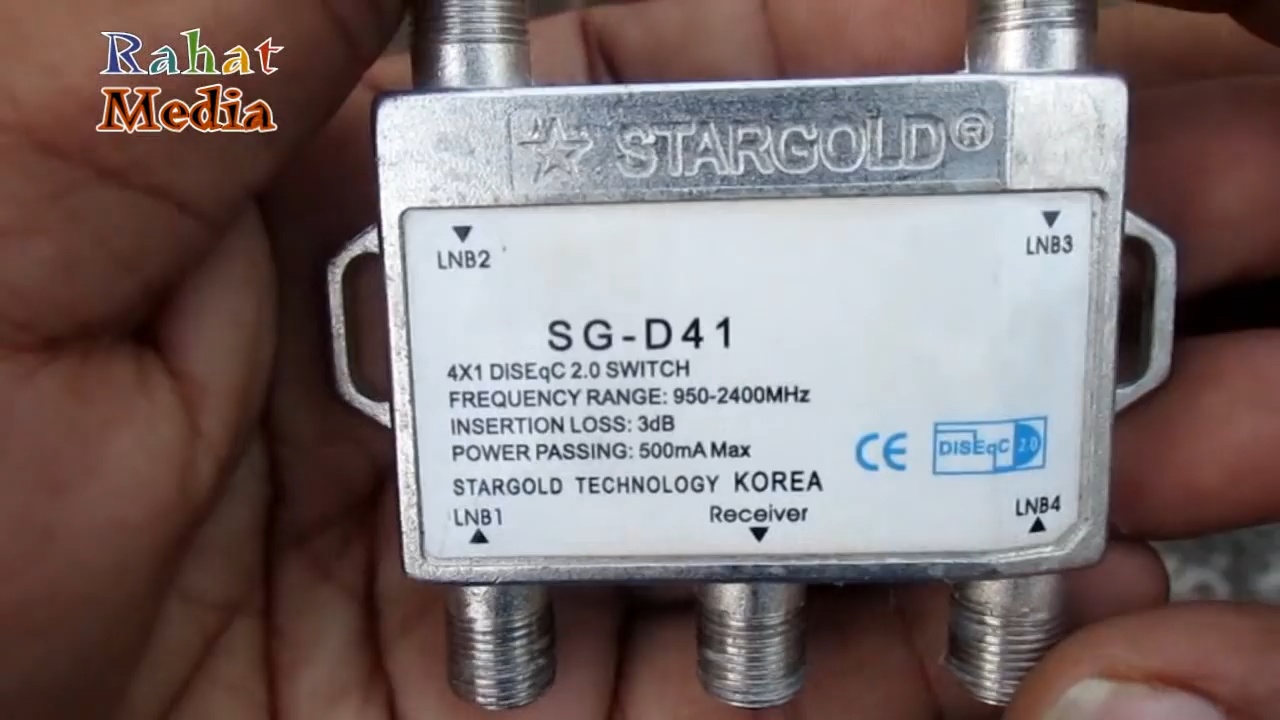 Rahat
Media
STARGOLD®
LNB2
LNB3
SG-D41
4X1 DiSEqC 2.0 SWITCH
FREQUENCY RANGE: 950-2400MHz
INSERTION LOSS: 3dB
POWER PASSING: 500mA Max
CE DiSEqC 2.0
STARGOLD TECHNOLOGY KOREA
LNB1 Receiver LNB4